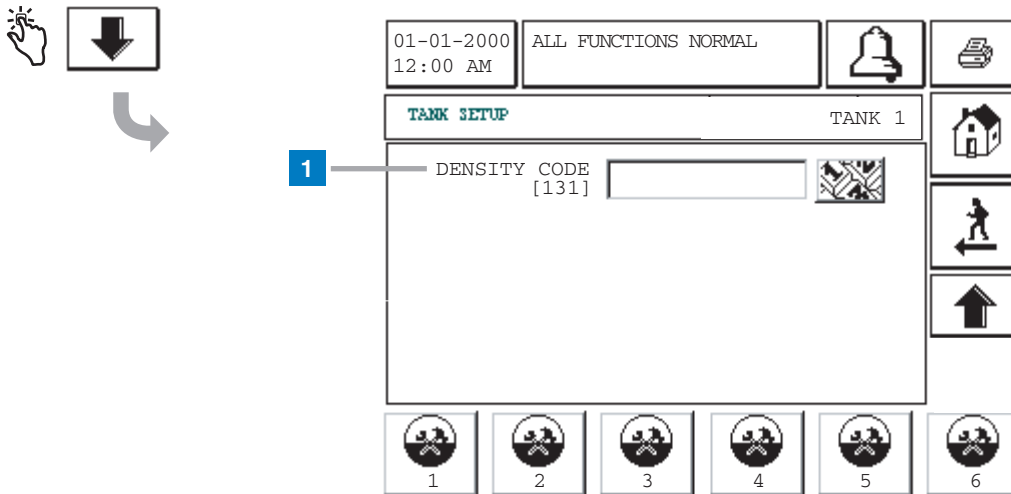 01-01-2000 ALL FUNCTIONS NORMAL
12:00 AM
TANK SETUP TANK 1
1 DENSITY CODE
[131]
1 2 3 4 5 6